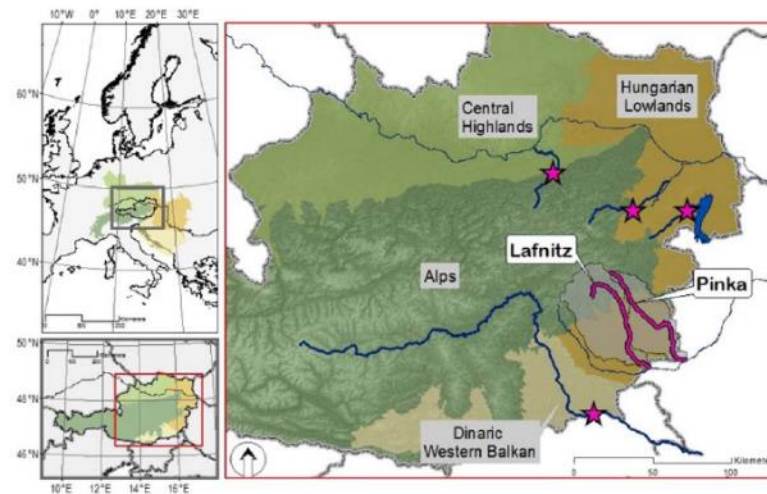 10°W 0° 10°E 20°E 30°E
60°N
50°N
40°N
50°N
48°N
46°N
10°E 12°E 14°E 16°E
Central
Highlands
Hungarian
Lowlands
Lafnitz
Pinka
Alps
Dinaric
Western Balkan
0 50 100